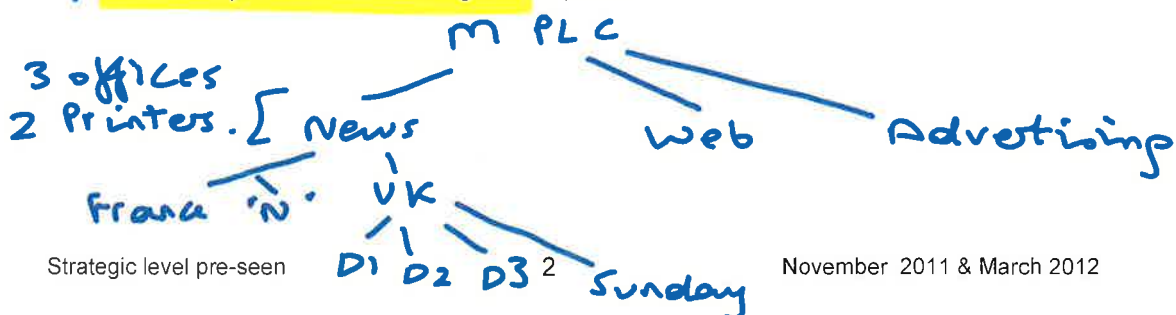 M PLC
3 offices
2 Printers. [ News Web Advertising
France "N" UK
D1 D2 D3 Sunday
Strategic level pre-seen 2 November 2011 & March 2012